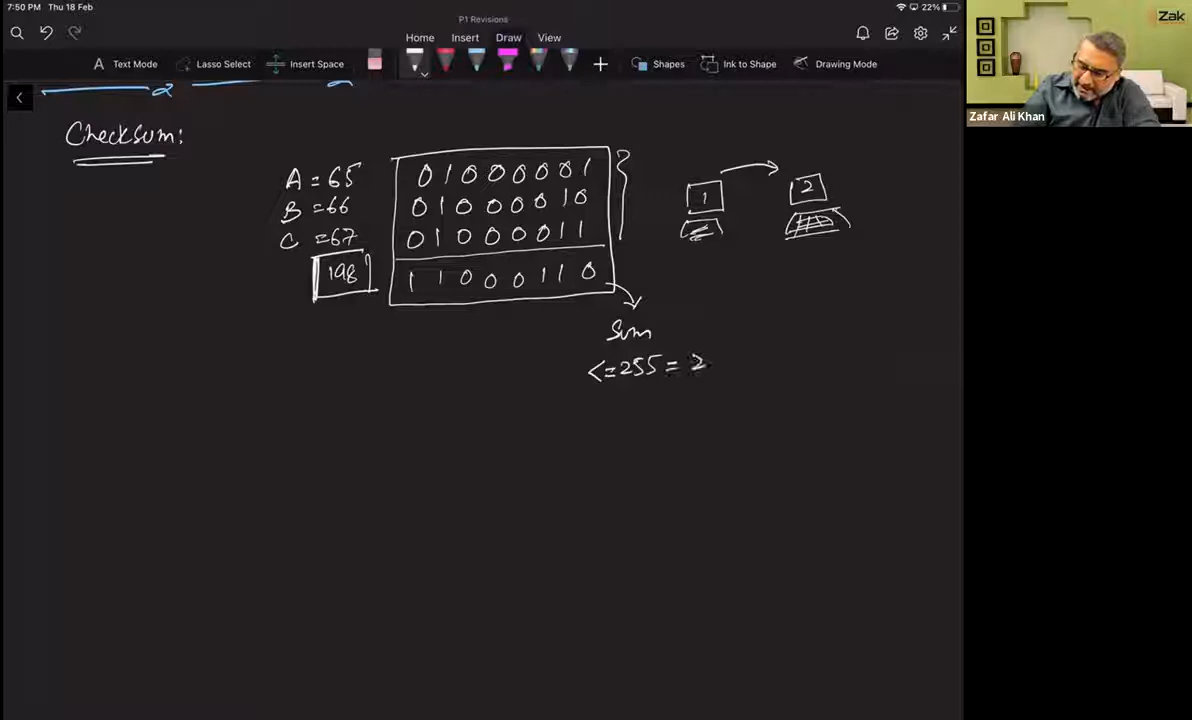 7:50 PM Thu 18 Feb
22%
P1 Revisions
Home Insert Draw View
A Text Mode Lasso Select Insert Space Shapes Ink to Shape Drawing Mode
Zak
Zafar Ali Khan
Checksum:
A = 65 0 1 0 0 0 0 0 1
B = 66 0 1 0 0 0 0 1 0
C = 67 0 1 0 0 0 0 1 1
198 1 1 0 0 0 1 1 0
1 2
Sum
<= 255 = 2